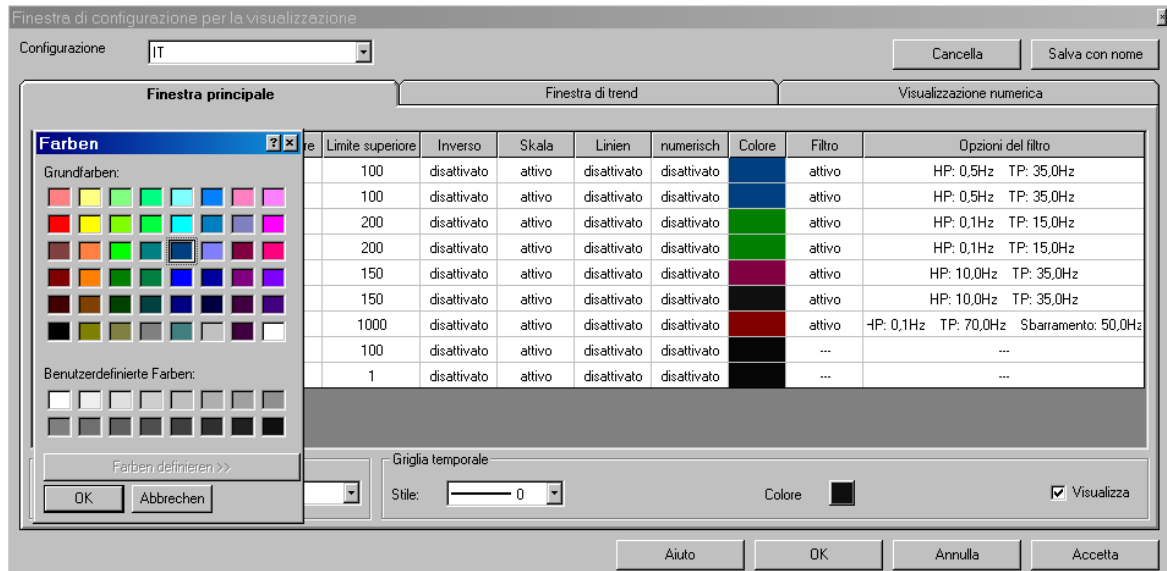 Finestra di configurazione per la visualizzazione
Configurazione IT Cancella Salva con nome
Finestra principale Finestra di trend Visualizzazione numerica
Farben
Grundfarben:
Benutzerdefinierte Farben:
Farben definieren >>
OK Abbrechen
re Limite superiore Inverso Skala Linien numerisch Colore Filtro Opzioni del filtro
100 disattivato attivo disattivato disattivato attivo HP: 0,5Hz TP: 35,0Hz
100 disattivato attivo disattivato disattivato attivo HP: 0,5Hz TP: 35,0Hz
200 disattivato attivo disattivato disattivato attivo HP: 0,1Hz TP: 15,0Hz
200 disattivato attivo disattivato disattivato attivo HP: 0,1Hz TP: 15,0Hz
150 disattivato attivo disattivato disattivato attivo HP: 10,0Hz TP: 35,0Hz
150 disattivato attivo disattivato disattivato attivo HP: 10,0Hz TP: 35,0Hz
1000 disattivato attivo disattivato disattivato attivo HP: 0,1Hz TP: 70,0Hz Sbarramento: 50,0Hz
100 disattivato attivo disattivato disattivato --- ---
1 disattivato attivo disattivato disattivato --- ---
Griglia temporale
Stile: 0 Colore Visualizza
Aiuto OK Annulla Accetta